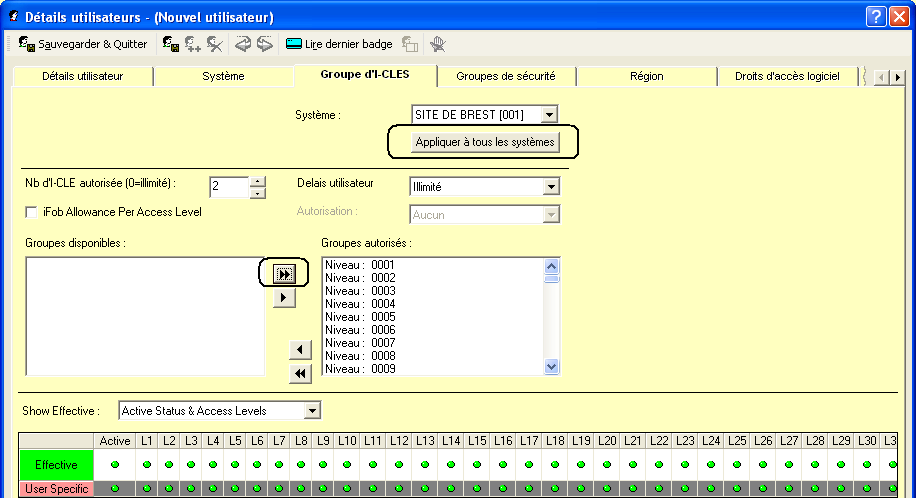 Détails utilisateurs - (Nouvel utilisateur)
Sauvegarder & Quitter
Lire dernier badge
Détails utilisateur
Système
Groupe d'I-CLES
Groupes de sécurité
Région
Droits d'accès logiciel
Système :
SITE DE BREST [001]
Appliquer à tous les systèmes
Nb d'I-CLE autorisée (0=illimité) :
2
Delais utilisateur
Illimité
iFob Allowance Per Access Level
Autorisation :
Aucun
Groupes disponibles :
Groupes autorisés :
Niveau : 0001
Niveau : 0002
Niveau : 0003
Niveau : 0004
Niveau : 0005
Niveau : 0006
Niveau : 0007
Niveau : 0008
Niveau : 0009
Show Effective :
Active Status & Access Levels
Active L1 L2 L3 L4 L5 L6 L7 L8 L9 L10 L11 L12 L13 L14 L15 L16 L17 L18 L19 L20 L21 L22 L23 L24 L25 L26 L27 L28 L29 L30 L3
Effective
User Specific